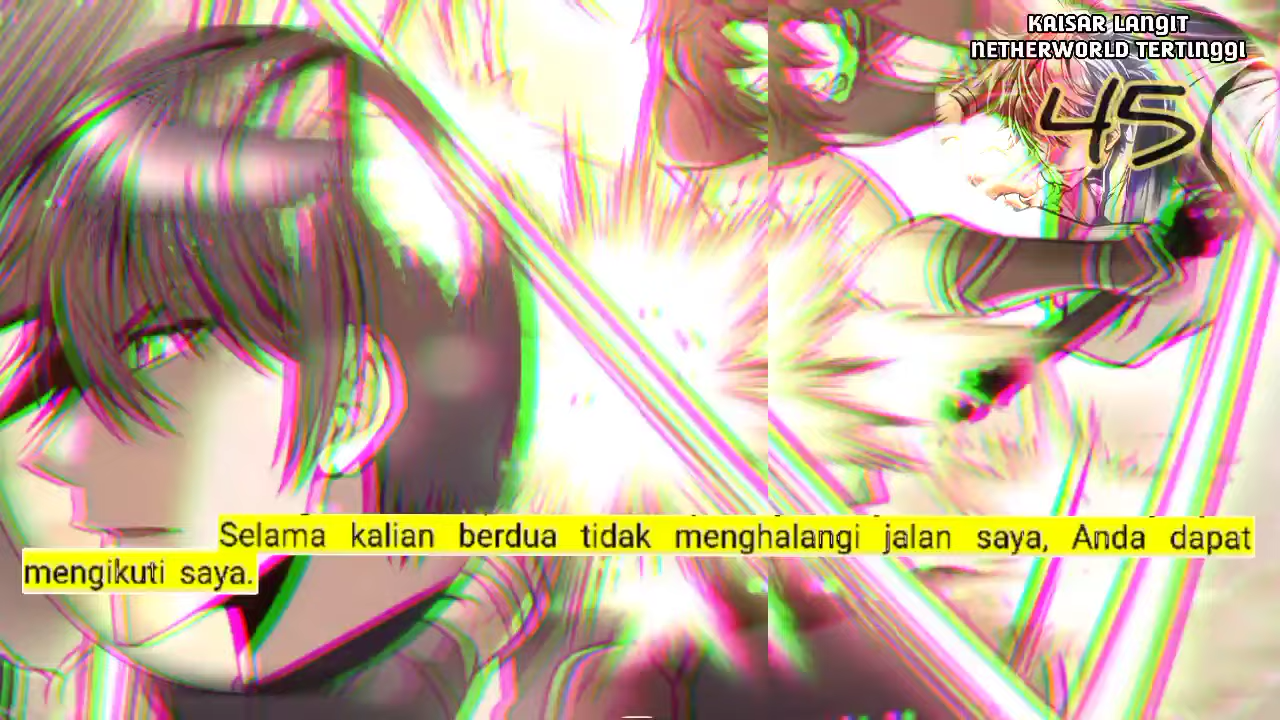 KAISAR LANGIT
NETHERWORLD TERTINGGI
45
Selama kalian berdua tidak menghalangi jalan saya, Anda dapat
mengikuti saya.